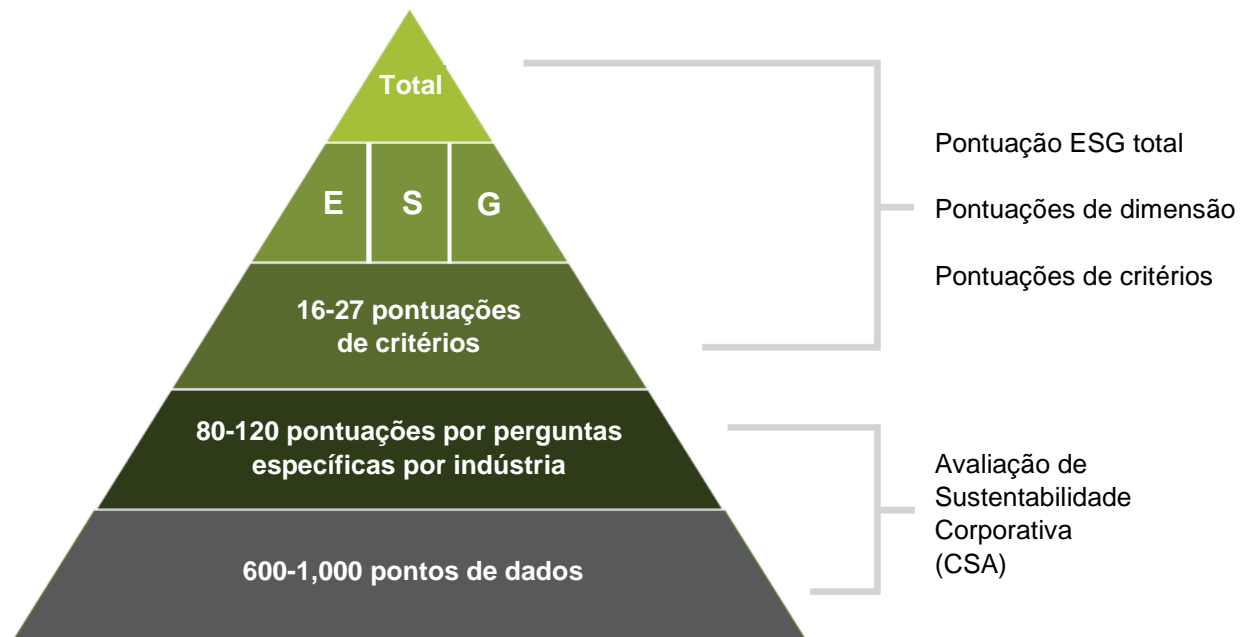 Total
E S G
16-27 pontuações
de critérios
80-120 pontuações por perguntas
específicas por indústria
600-1,000 pontos de dados
Pontuação ESG total
Pontuações de dimensão
Pontuações de critérios
Avaliação de
Sustentabilidade
Corporativa
(CSA)